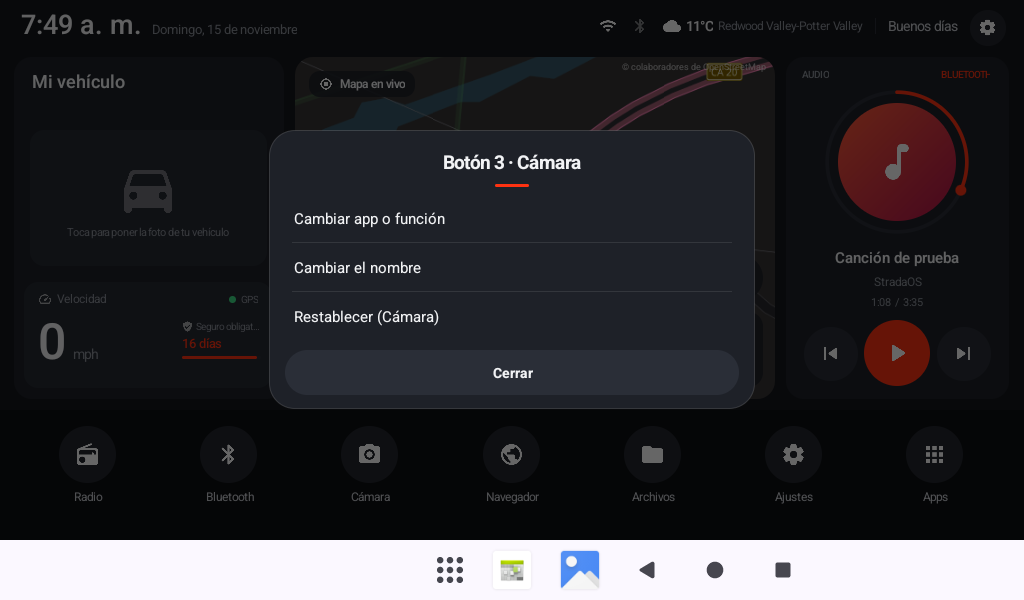 7:49 a. m. Domingo, 15 de noviembre
11°C Redwood Valley-Potter Valley Buenos días
Mi vehículo
Mapa en vivo
© colaboradores de OpenStreetMap
CA 20
AUDIO BLUETOOTH
Botón 3 · Cámara
Cambiar app o función
Cambiar el nombre
Restablecer (Cámara)
Cerrar
Toca para poner la foto de tu vehículo
Velocidad GPS
0 mph
Seguro obligat...
16 días
Canción de prueba
StradaOS
1:08 / 3:35
Radio Bluetooth Cámara Navegador Archivos Ajustes Apps